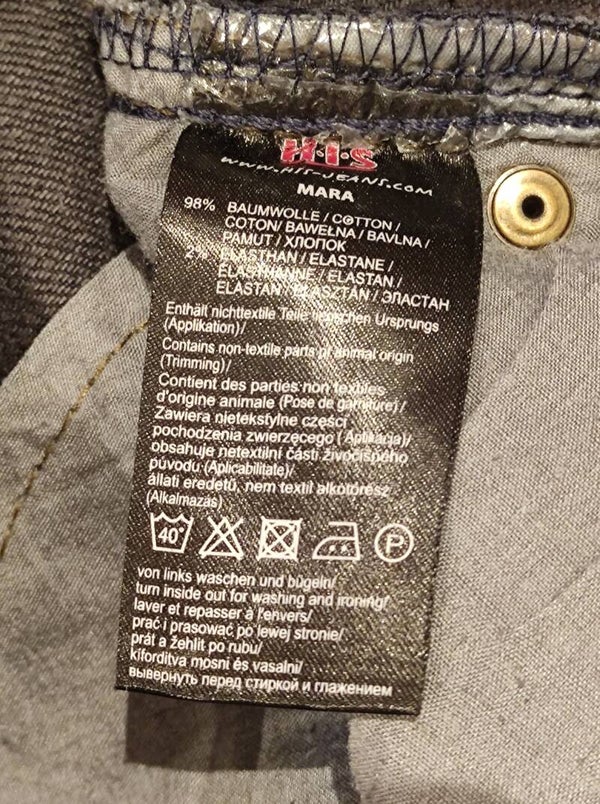 H·I·S
www.HIS-JEANS.COM
MARA
98% BAUMWOLLE / COTTON /
COTON/ BAWEŁNA / BAVLNA /
PAMUT / ХЛОПОК
2% ELASTHAN / ELASTANE /
ÉLASTHANNE / ELASTAN /
ELASTAN / ELASZTÁN / ЭЛАСТАН
Enthält nichttextile Teile tierischen Ursprungs
(Applikation)/
Contains non-textile parts of animal origin
(Trimming)/
Contient des parties non textiles
d'origine animale (Pose de garniture) /
Zawiera nietekstylne części
pochodzenia zwierzęcego (Aplikacja)/
obsahuje netextilní části živočišného
původu (Aplicabilitate)/
állati eredetű, nem textil alkotórész
(Alkalmazás)
40° P
von links waschen und bügeln/
turn inside out for washing and ironing/
laver et repasser à l'envers/
prać i prasować po lewej stronie/
prát a žehlit po rubu/
kifordítva mosni és vasalni/
вывернуть перед стиркой и глажением